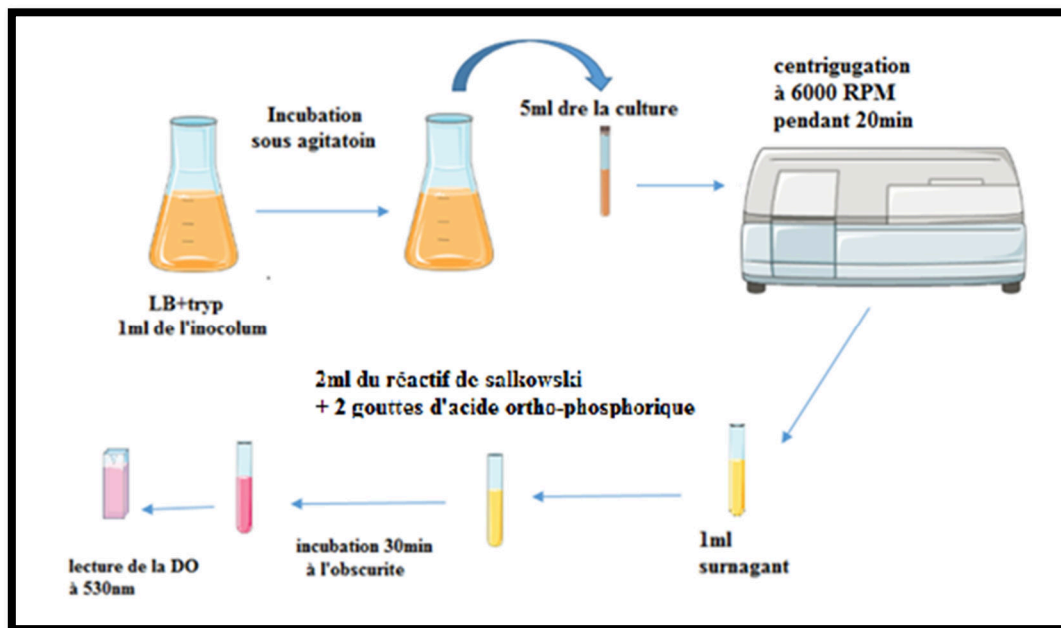 Incubation
sous agitatoin
5ml dre la culture
centrigugation
à 6000 RPM
pendant 20min
LB+tryp
1ml de l'inocolum
2ml du réactif de salkowski
+ 2 gouttes d'acide ortho-phosphorique
1ml
surnagant
incubation 30min
à l'obscurite
lecture de la DO
à 530nm